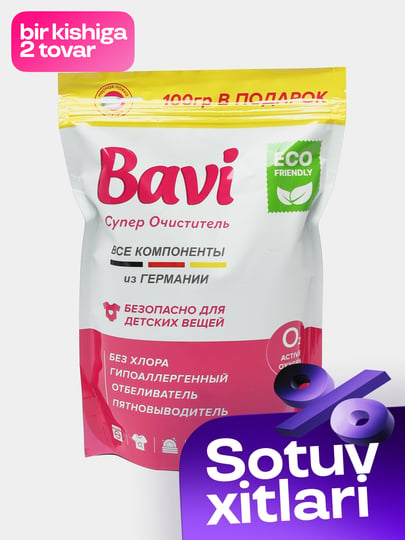 bir kishiga
2 tovar
100гр В ПОДАРОК
Bavi
ECO
FRIENDLY
Супер Очиститель
ВСЕ КОМПОНЕНТЫ
из ГЕРМАНИИ
БЕЗОПАСНО ДЛЯ
ДЕТСКИХ ВЕЩЕЙ
O₂
БЕЗ ХЛОРА
ГИПОАЛЛЕРГЕННЫЙ
ОТБЕЛИВАТЕЛЬ
ПЯТНОВЫВОДИТЕЛЬ
%
Sotuv
xitlari